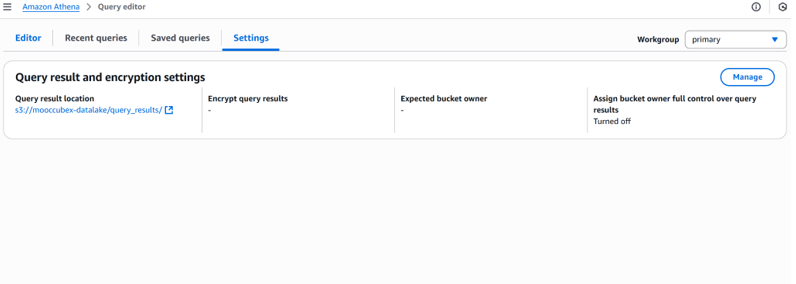 Amazon Athena > Query editor
Editor Recent queries Saved queries Settings
Workgroup primary
Query result and encryption settings
Manage
Query result location
s3://mooccubex-datalake/query_results/
Encrypt query results
-
Expected bucket owner
-
Assign bucket owner full control over query
results
Turned off